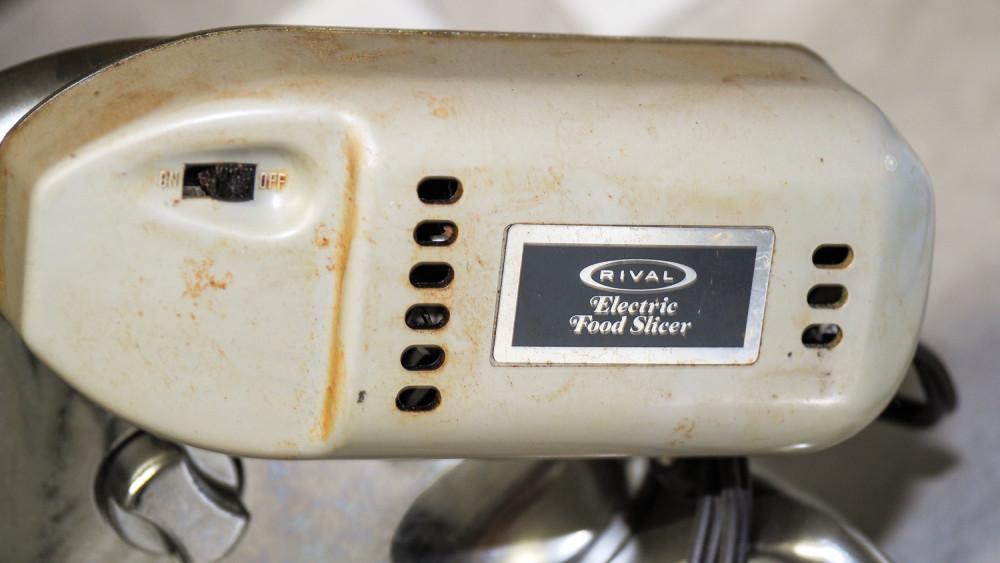 ON OFF
RIVAL
Electric
Food Slicer